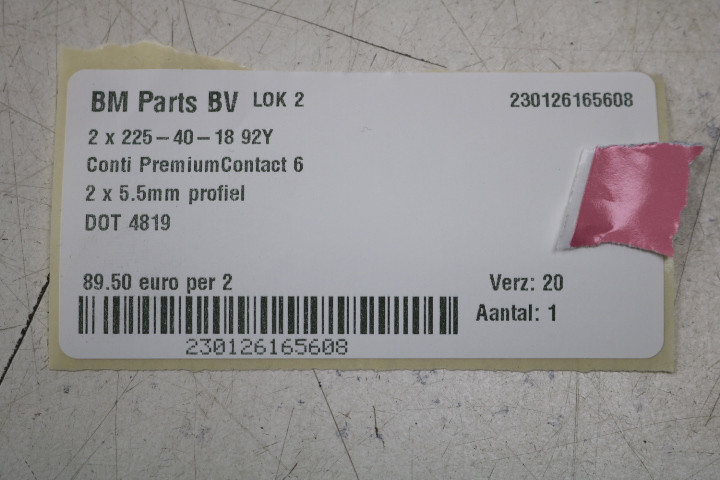 BM Parts BV LOK 2 230126165608
2 x 225-40-18 92Y
Conti PremiumContact 6
2 x 5.5mm profiel
DOT 4819
89.50 euro per 2 Verz: 20
Aantal: 1
230126165608